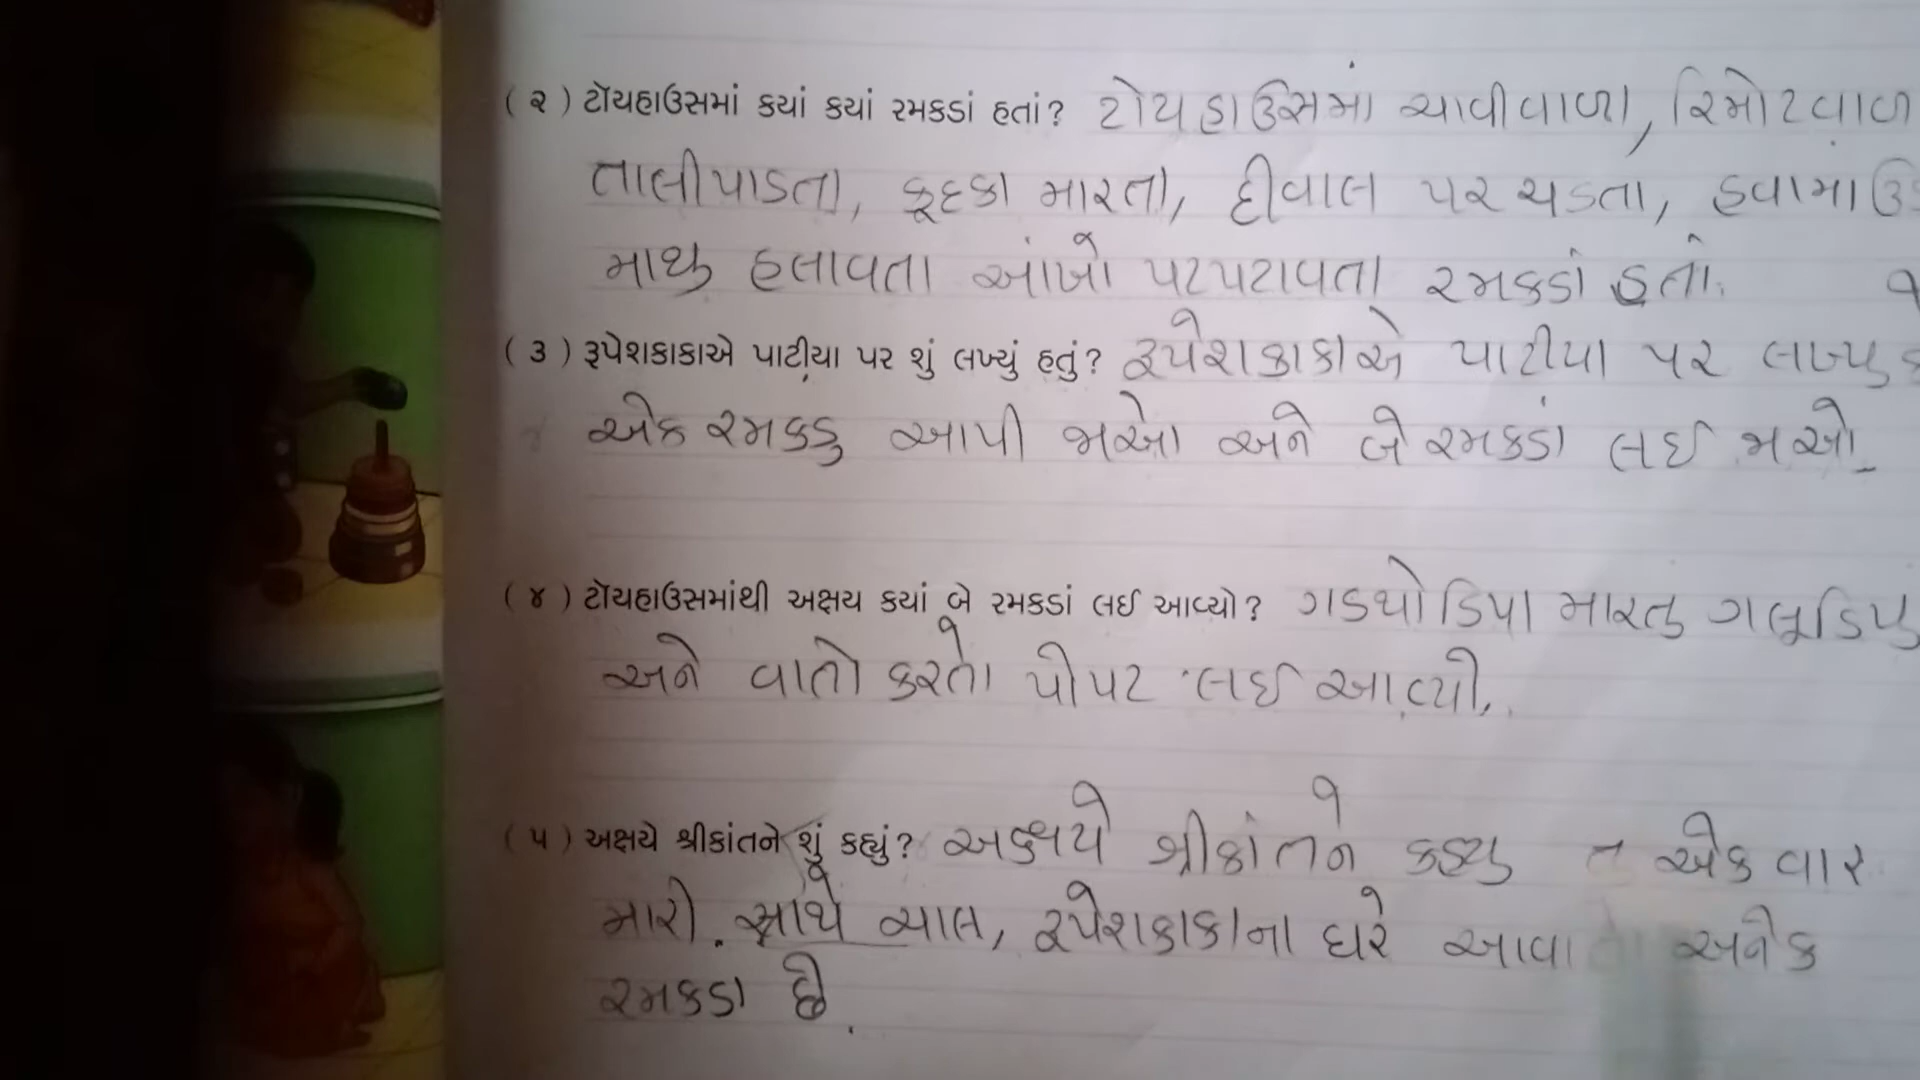 (૨) ટૉયહાઉસમાં કયાં કયાં રમકડાં હતાં? ટોયહાઉસમાં ચાવીવાળા, રિમોટવાળ
તાલીપાડતા, કૂદકા મારતા, દીવાલ પર ચડતા, હવામાં
માથુ હલાવતા આંખો પટપટાવતા રમકડાં હતાં.
(૩) રૂપેશકાકાએ પાટીયા પર શું લખ્યું હતું? રૂપેશકાકાએ પાટીયા પર લખ્યુ
એક રમકડુ આપી જાઓ અને બે રમકડાં લઈ જાઓ
(૪) ટૉયહાઉસમાંથી અક્ષય કયાં બે રમકડાં લઈ આવ્યો? ગડથોડિયા મારતુ ગલૂડિયુ
અને વાતો કરતો પોપટ લઈ આવ્યો.
(૫) અક્ષયે શ્રીકાંતને શું કહ્યું? અક્ષયે શ્રીકાંતને કહ્યુ ત એક વાર
મારી સાથે ચાલ, રૂપેશકાકાના ઘરે આવા અનેક
રમકડા છે.